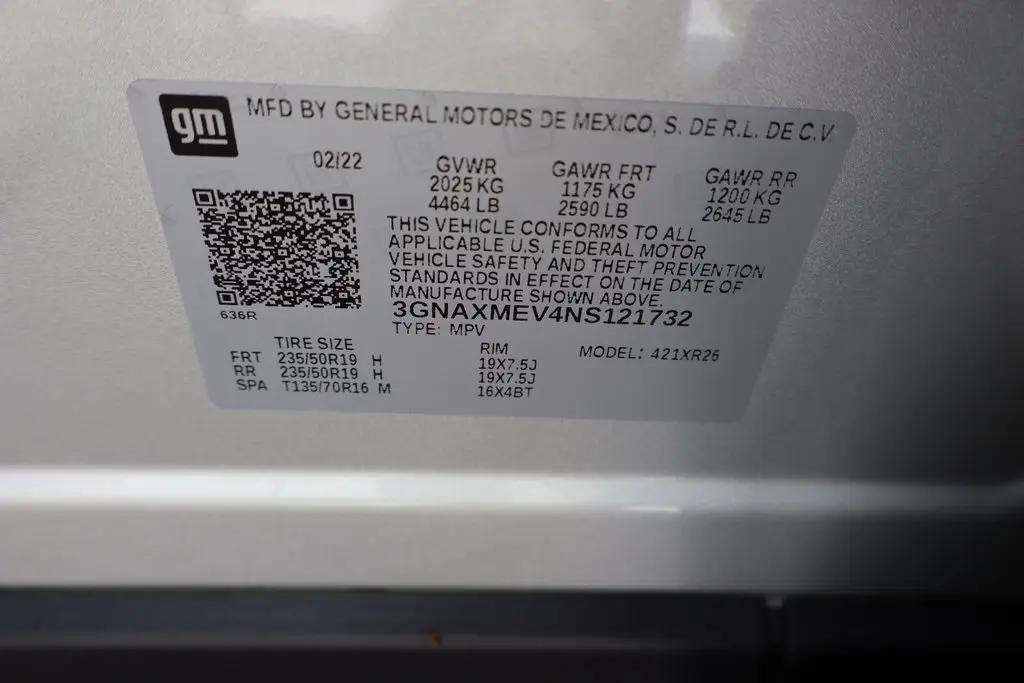 gm
MFD BY GENERAL MOTORS DE MEXICO, S. DE R.L. DE C.V.
02/22
GVWR
2025 KG
4464 LB
GAWR FRT
1175 KG
2590 LB
GAWR RR
1200 KG
2645 LB
THIS VEHICLE CONFORMS TO ALL
APPLICABLE U.S. FEDERAL MOTOR
VEHICLE SAFETY AND THEFT PREVENTION
STANDARDS IN EFFECT ON THE DATE OF
MANUFACTURE SHOWN ABOVE.
3GNAXMEV4NS121732
TYPE: MPV
636R
TIRE SIZE
RIM
MODEL: 421XR26
FRT 235/50R19 H 19X7.5J
RR 235/50R19 H 19X7.5J
SPA T135/70R16 M 16X4BT